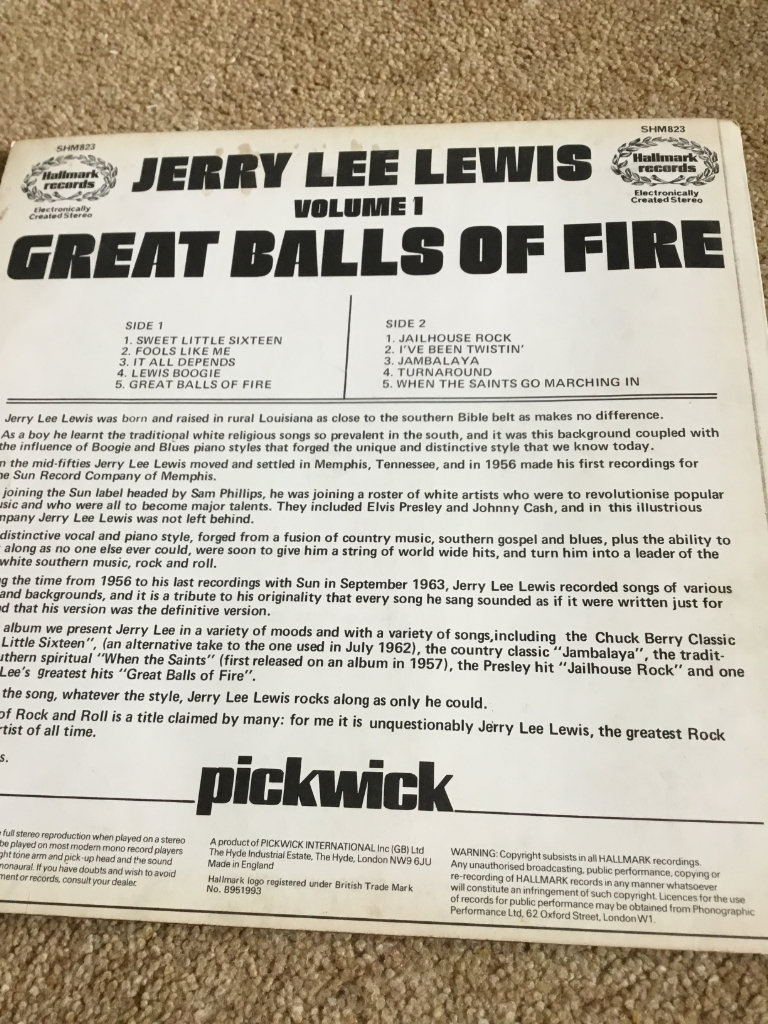 SHM823
Hallmark records
Electronically
Created Stereo
JERRY LEE LEWIS
VOLUME 1
GREAT BALLS OF FIRE
SHM823
Hallmark records
Electronically
Created Stereo
SIDE 1
1. SWEET LITTLE SIXTEEN
2. FOOLS LIKE ME
3. IT ALL DEPENDS
4. LEWIS BOOGIE
5. GREAT BALLS OF FIRE
SIDE 2
1. JAILHOUSE ROCK
2. I'VE BEEN TWISTIN'
3. JAMBALAYA
4. TURNAROUND
5. WHEN THE SAINTS GO MARCHING IN
Jerry Lee Lewis was born and raised in rural Louisiana as close to the southern Bible belt as makes no difference.
As a boy he learnt the traditional white religious songs so prevalent in the south, and it was this background coupled with
the influence of Boogie and Blues piano styles that forged the unique and distinctive style that we know today.
n the mid-fifties Jerry Lee Lewis moved and settled in Memphis, Tennessee, and in 1956 made his first recordings for
he Sun Record Company of Memphis.
joining the Sun label headed by Sam Phillips, he was joining a roster of white artists who were to revolutionise popular
usic and who were all to become major talents. They included Elvis Presley and Johnny Cash, and in this illustrious
mpany Jerry Lee Lewis was not left behind.
distinctive vocal and piano style, forged from a fusion of country music, southern gospel and blues, plus the ability to
along as no one else ever could, were soon to give him a string of world wide hits, and turn him into a leader of the
white southern music, rock and roll.
g the time from 1956 to his last recordings with Sun in September 1963, Jerry Lee Lewis recorded songs of various
and backgrounds, and it is a tribute to his originality that every song he sang sounded as if it were written just for
d that his version was the definitive version.
album we present Jerry Lee in a variety of moods and with a variety of songs,including the Chuck Berry Classic
Little Sixteen", (an alternative take to the one used in July 1962), the country classic "Jambalaya", the tradit-
uthern spiritual "When the Saints" (first released on an album in 1957), the Presley hit "Jailhouse Rock" and one
Lee's greatest hits "Great Balls of Fire".
the song, whatever the style, Jerry Lee Lewis rocks along as only he could.
of Rock and Roll is a title claimed by many: for me it is unquestionably Jerry Lee Lewis, the greatest Rock
rtist of all time.
s.
pickwick
full stereo reproduction when played on a stereo
be played on most modern mono record players
ght tone arm and pick-up head and the sound
monaural. If you have doubts and wish to avoid
ment or records, consult your dealer.
A product of PICKWICK INTERNATIONAL Inc (GB) Ltd
The Hyde Industrial Estate, The Hyde, London NW9 6JU
Made in England
Hallmark logo registered under British Trade Mark
No. B951993
WARNING: Copyright subsists in all HALLMARK recordings.
Any unauthorised broadcasting, public performance, copying or
re-recording of HALLMARK records in any manner whatsoever
will constitute an infringement of such copyright. Licences for the use
of records for public performance may be obtained from Phonographic
Performance Ltd, 62 Oxford Street, London W1.